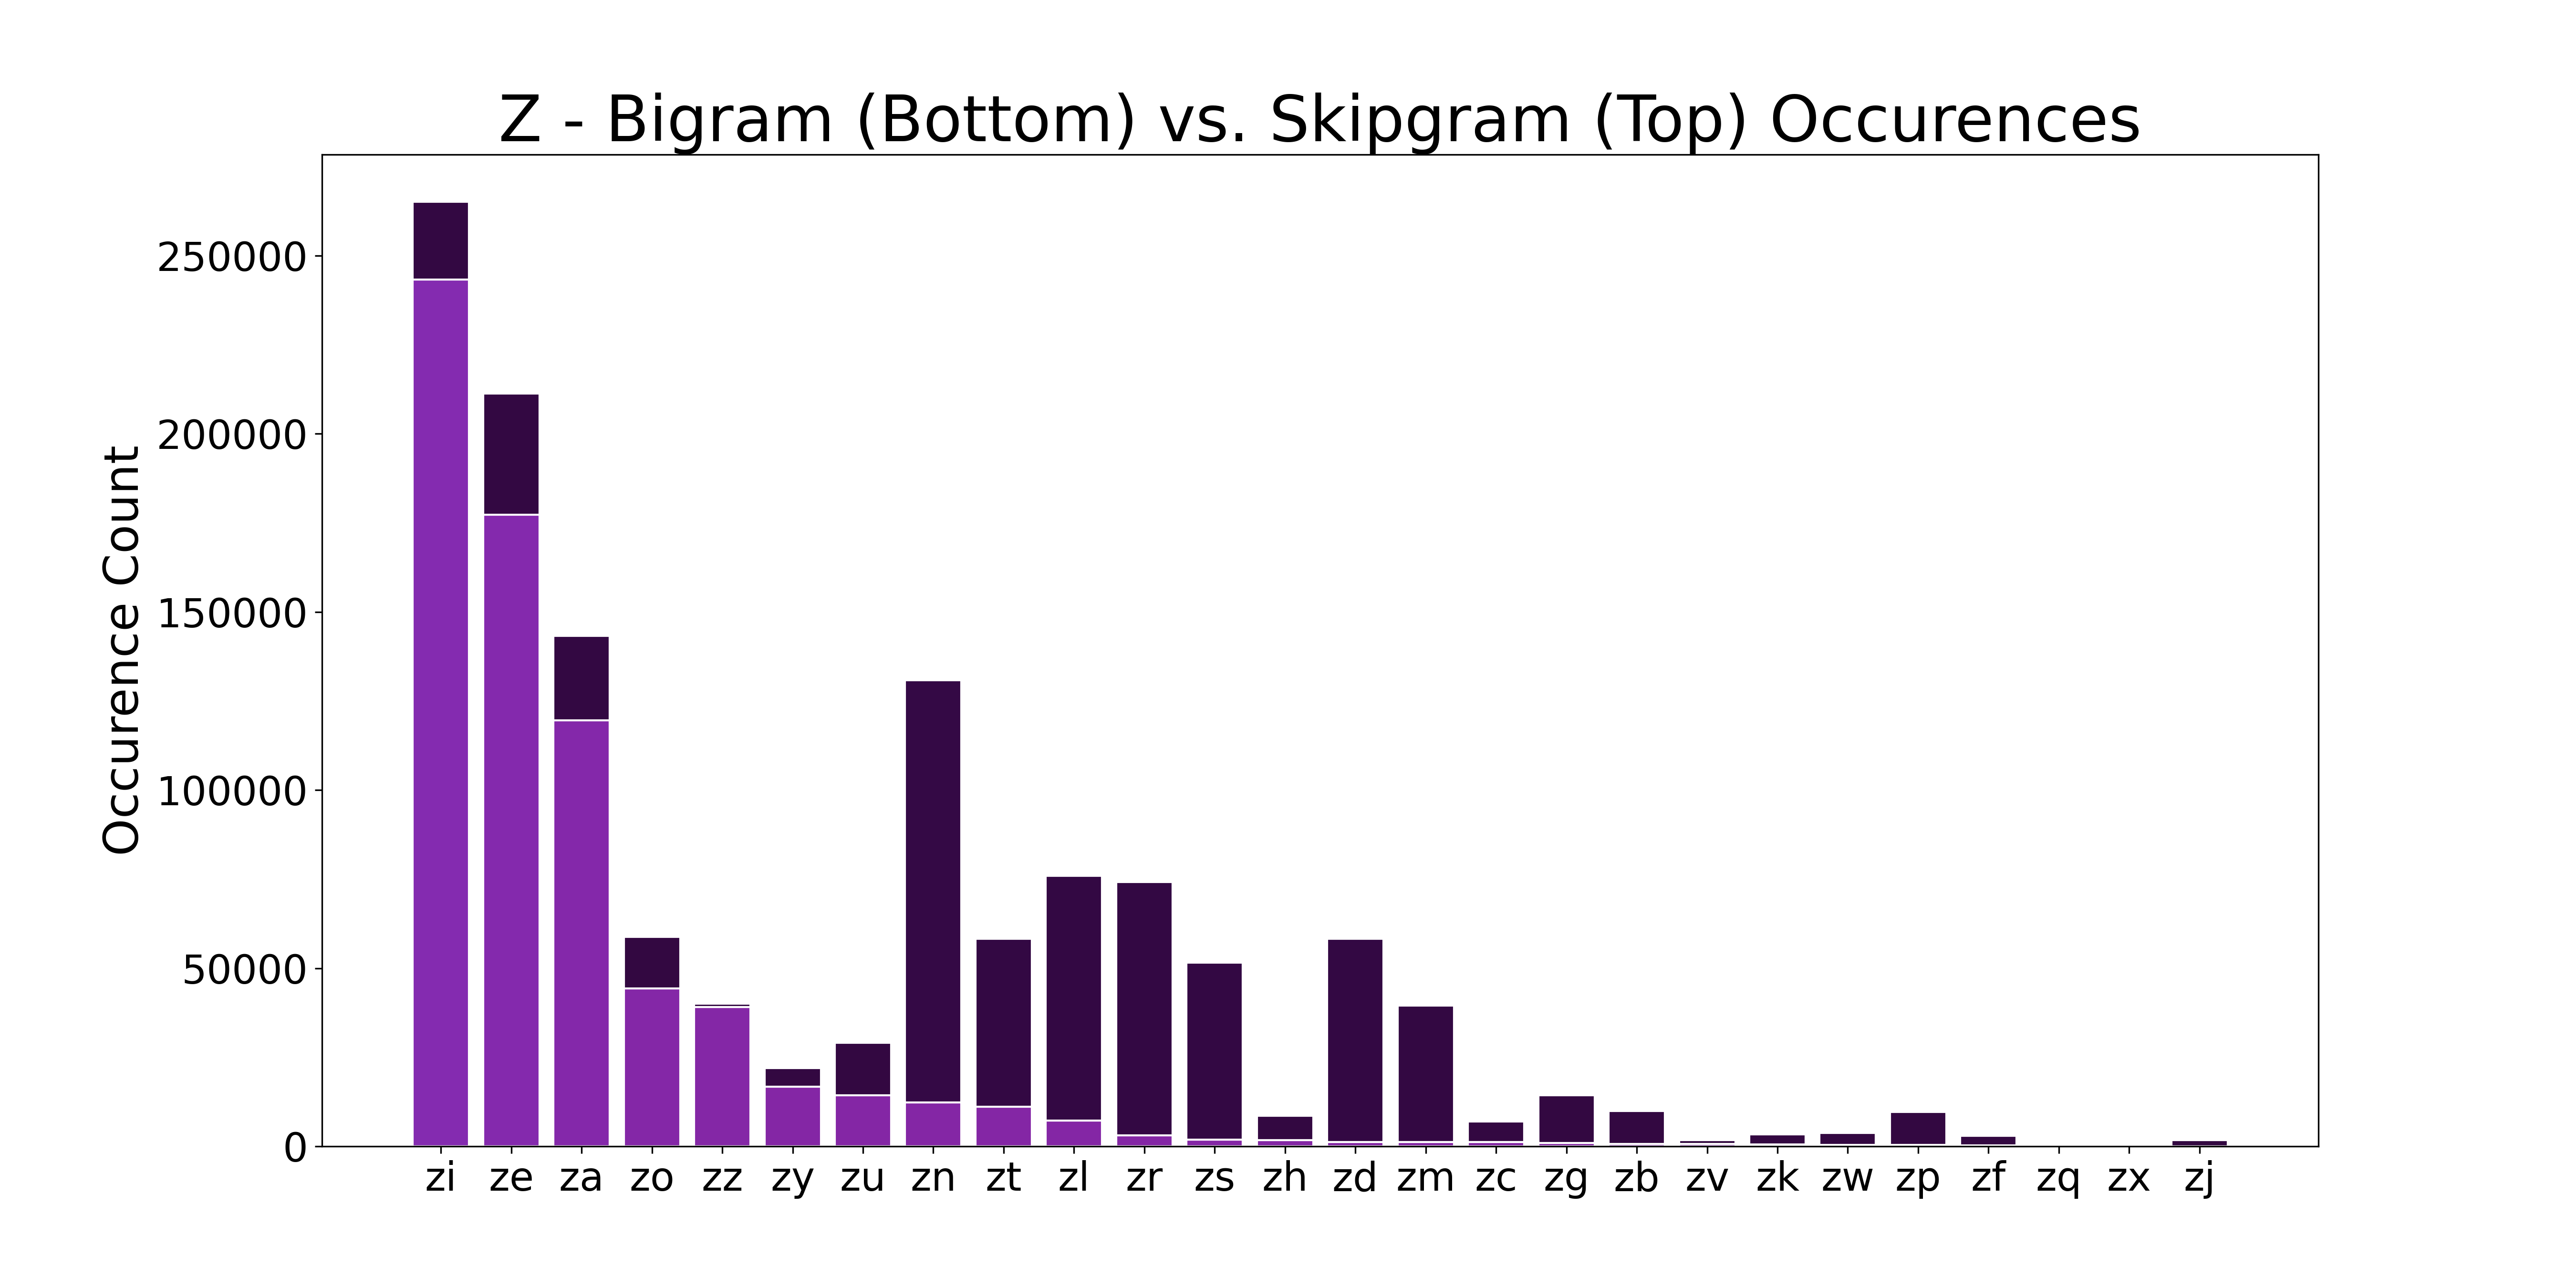 Z - Bigram (Bottom) vs. Skipgram (Top) Occurences
Occurence Count
250000
200000
150000
100000
50000
0
zi ze za zo zz zy zu zn zt zl zr zs zh zd zm zc zg zb zv zk zw zp zf zq zx zj